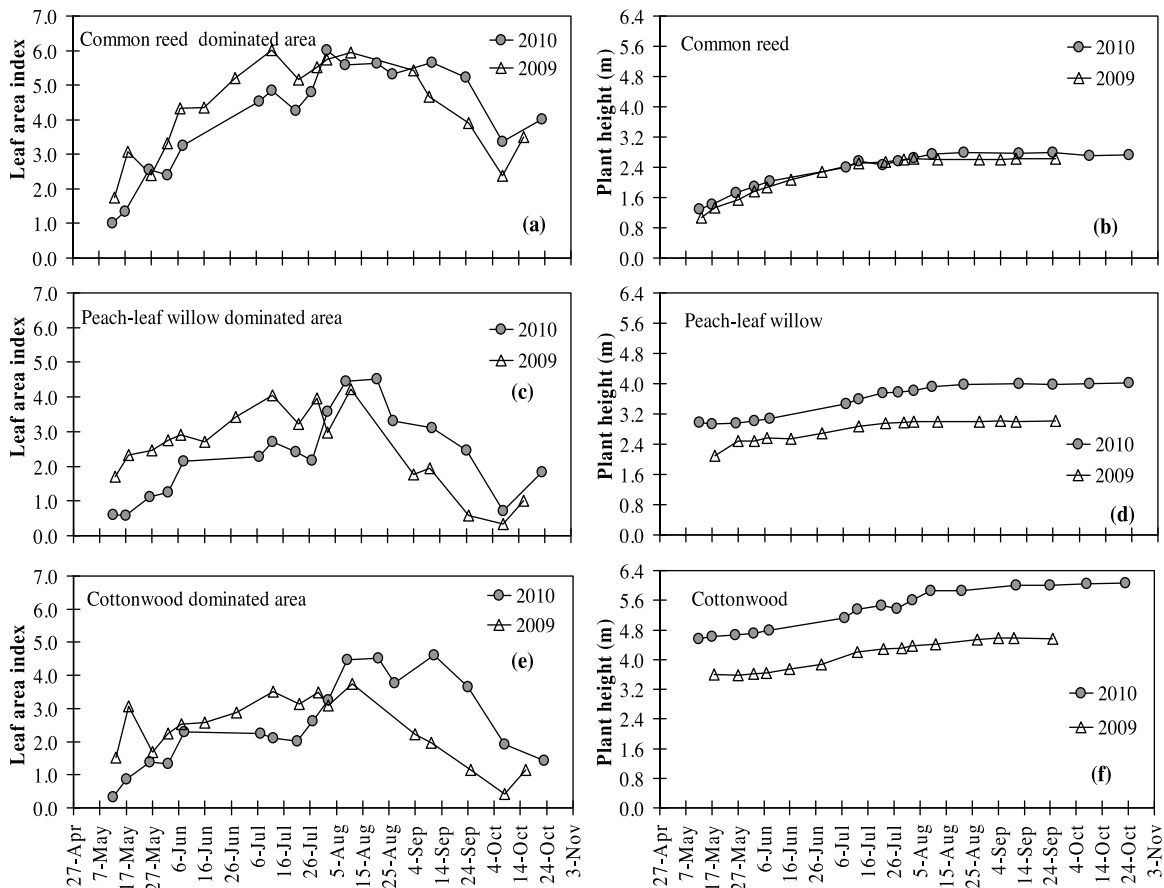 7.0
6.0
5.0
4.0
3.0
2.0
1.0
0.0
Leaf area index
Common reed dominated area
2010
2009
(a)
6.4
5.6
4.8
4.0
3.2
2.4
1.6
0.8
0.0
Plant height (m)
Common reed
2010
2009
(b)
7.0
6.0
5.0
4.0
3.0
2.0
1.0
0.0
Leaf area index
Peach-leaf willow dominated area
2010
2009
(c)
6.4
5.6
4.8
4.0
3.2
2.4
1.6
0.8
0.0
Plant height (m)
Peach-leaf willow
2010
2009
(d)
7.0
6.0
5.0
4.0
3.0
2.0
1.0
0.0
Leaf area index
Cottonwood dominated area
2010
2009
(e)
27-Apr
7-May
17-May
27-May
6-Jun
16-Jun
26-Jun
6-Jul
16-Jul
26-Jul
5-Aug
15-Aug
25-Aug
4-Sep
14-Sep
24-Sep
4-Oct
14-Oct
24-Oct
3-Nov
6.4
5.6
4.8
4.0
3.2
2.4
1.6
0.8
0.0
Plant height (m)
Cottonwood
2010
2009
(f)
27-Apr
7-May
17-May
27-May
6-Jun
16-Jun
26-Jun
6-Jul
16-Jul
26-Jul
5-Aug
15-Aug
25-Aug
4-Sep
14-Sep
24-Sep
4-Oct
14-Oct
24-Oct
3-Nov